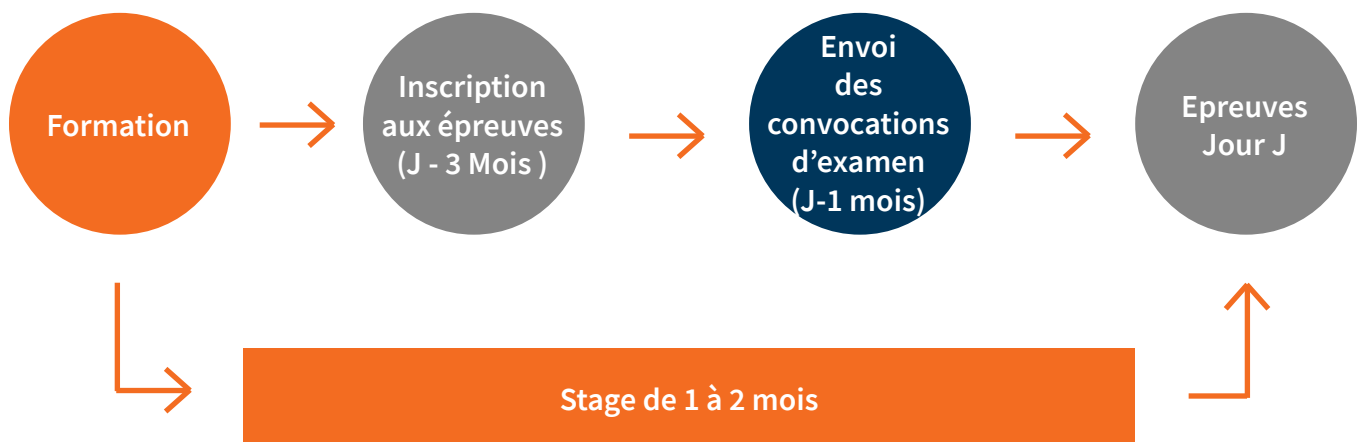 Formation
Inscription
aux épreuves
(J - 3 Mois )
Envoi
des
convocations
d’examen
(J-1 mois)
Epreuves
Jour J
Stage de 1 à 2 mois